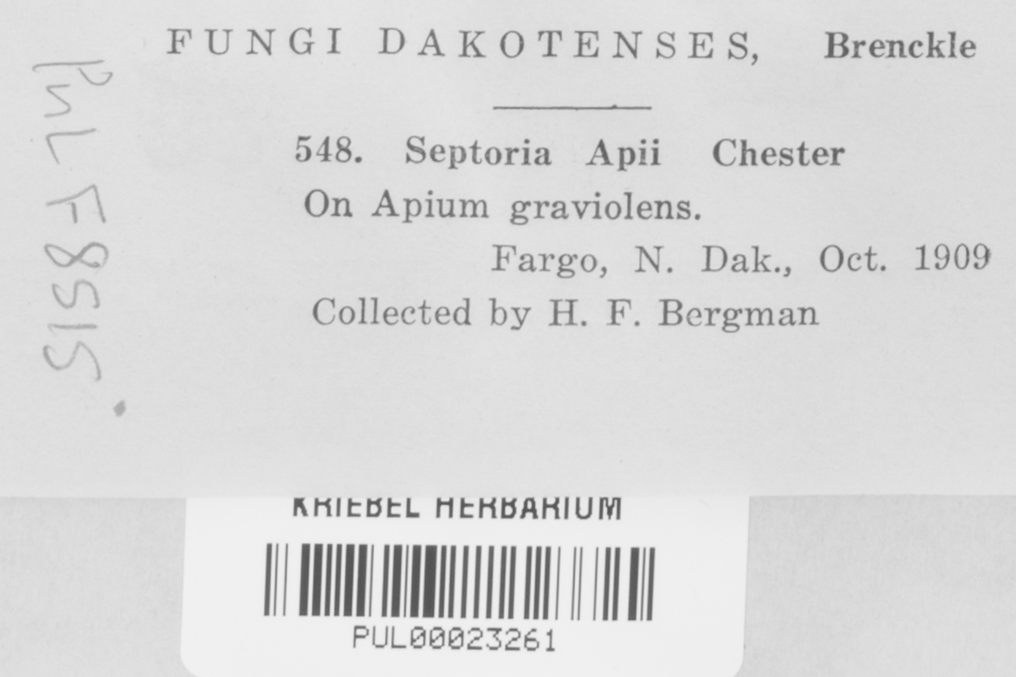 FUNGI DAKOTENSES, Brenckle
548. Septoria Apii Chester
On Apium graviolens.
Fargo, N. Dak., Oct. 1909
Collected by H. F. Bergman
PUL F8515
KRIEBEL HERBARIUM
PUL00023261